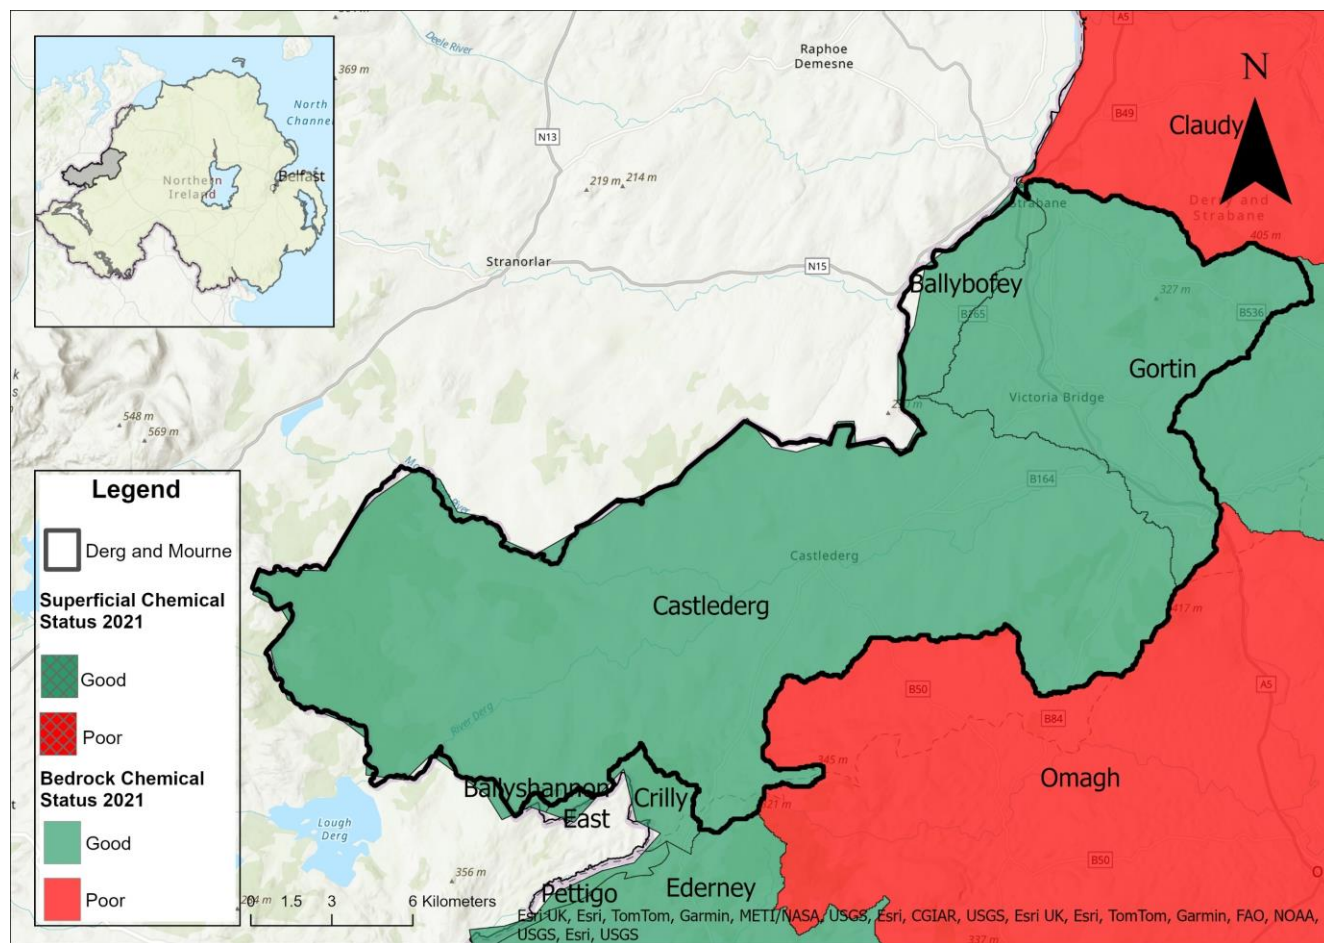 Deele River
369 m
Raphoe
Demesne
A5
N
North
Channel
Belfast
Northern
Ireland
N13
B49
Claudy
219 m
214 m
Strabane
Derry and
Strabane
405 m
Stranorlar
N15
Ballybofey
327 m
B536
Gortin
Victoria Bridge
548 m
569 m
B164
Legend
Derg and Mourne
Castlederg
Superficial Chemical
Status 2021
Castlederg
417 m
Good
B50
A5
River Derg
B84
Poor
345 m
Omagh
Bedrock Chemical
Status 2021
Ballyshannon
East
Crilly
Good
Lough
Derg
B50
356 m
Poor
Pettigo
Ederney
0 1.5 3 6 Kilometers
Esri UK, Esri, TomTom, Garmin, METI/NASA, USGS, Esri, CGIAR, USGS, Esri UK, Esri, TomTom, Garmin, FAO, NOAA,
USGS, Esri, USGS
337 m